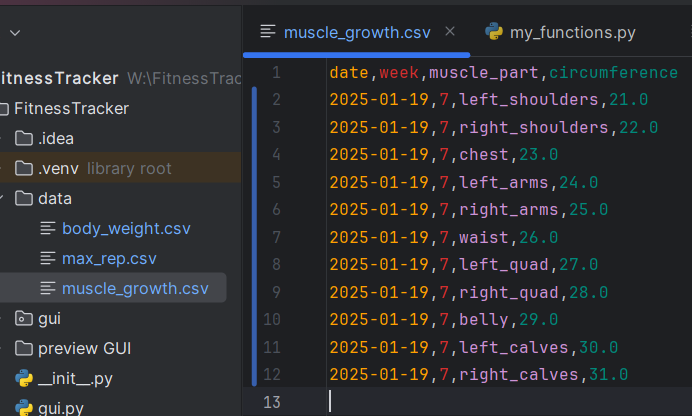 muscle_growth.csv
my_functions.py
FitnessTracker W:\FitnessTrac
FitnessTracker
.idea
.venv library root
data
body_weight.csv
max_rep.csv
muscle_growth.csv
gui
preview GUI
__init__.py
gui.py
1 date,week,muscle_part,circumference
2 2025-01-19,7,left_shoulders,21.0
3 2025-01-19,7,right_shoulders,22.0
4 2025-01-19,7,chest,23.0
5 2025-01-19,7,left_arms,24.0
6 2025-01-19,7,right_arms,25.0
7 2025-01-19,7,waist,26.0
8 2025-01-19,7,left_quad,27.0
9 2025-01-19,7,right_quad,28.0
10 2025-01-19,7,belly,29.0
11 2025-01-19,7,left_calves,30.0
12 2025-01-19,7,right_calves,31.0
13